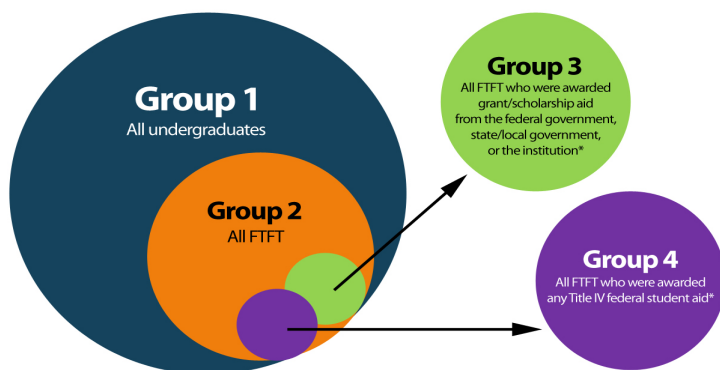 Group 1
All undergraduates
Group 2
All FTFT
Group 3
All FTFT who were awarded
grant/scholarship aid
from the federal government,
state/local government,
or the institution*
Group 4
All FTFT who were awarded
any Title IV federal student aid*